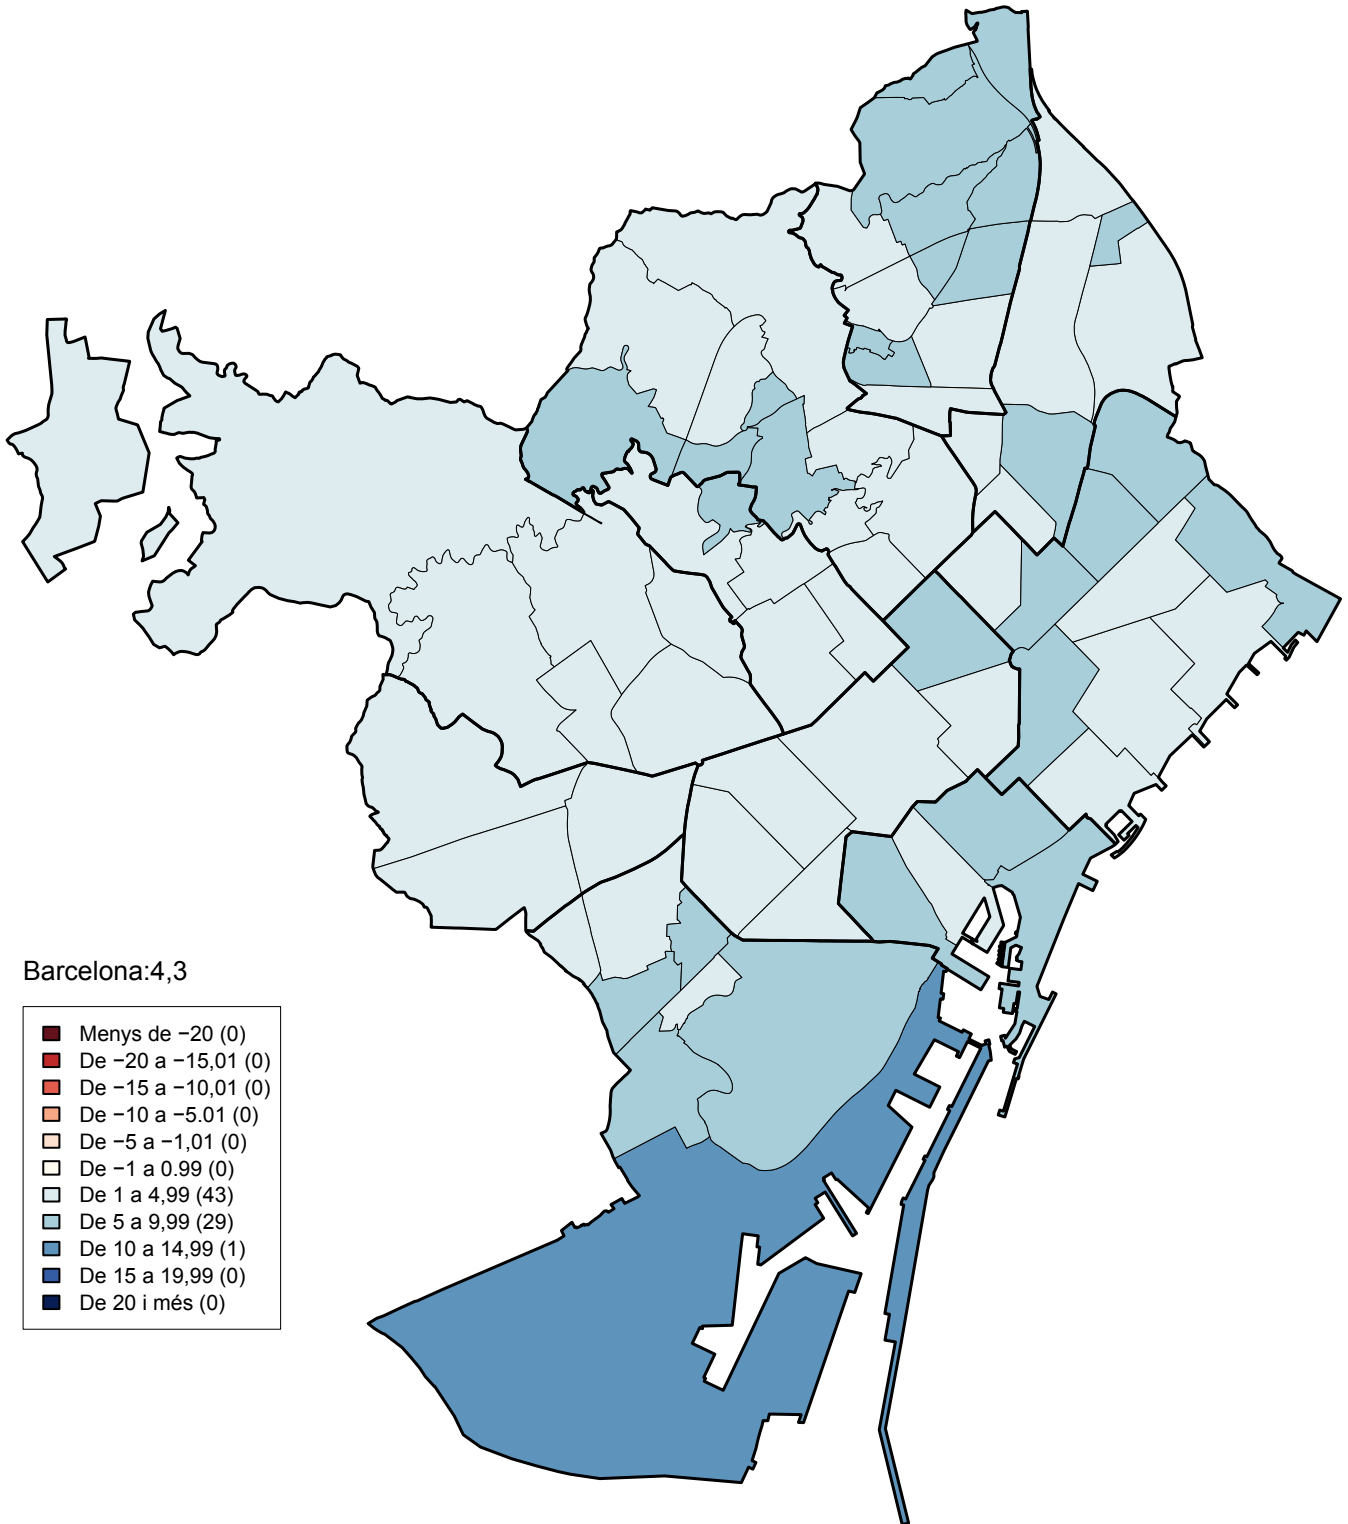 Barcelona:4,3
Menys de −20 (0)
De −20 a −15,01 (0)
De −15 a −10,01 (0)
De −10 a −5.01 (0)
De −5 a −1,01 (0)
De −1 a 0.99 (0)
De 1 a 4,99 (43)
De 5 a 9,99 (29)
De 10 a 14,99 (1)
De 15 a 19,99 (0)
De 20 i més (0)